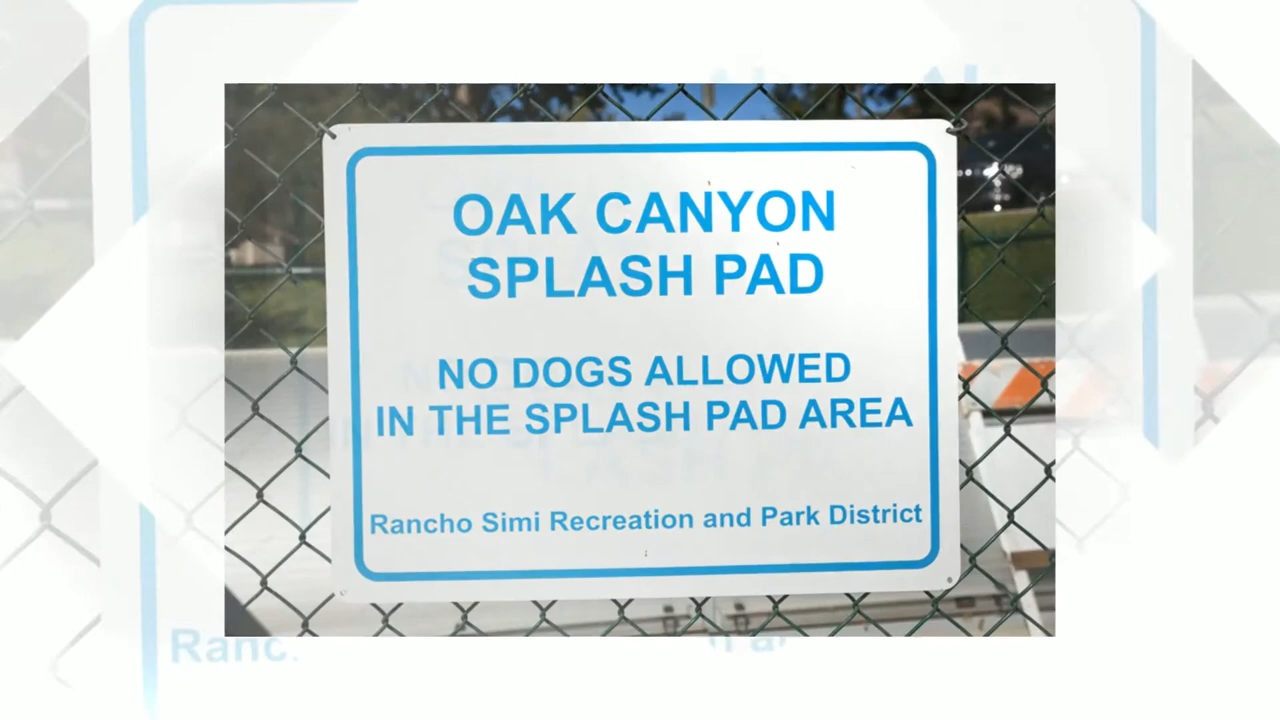 OAK CANYON
SPLASH PAD
NO DOGS ALLOWED
IN THE SPLASH PAD AREA
Rancho Simi Recreation and Park District